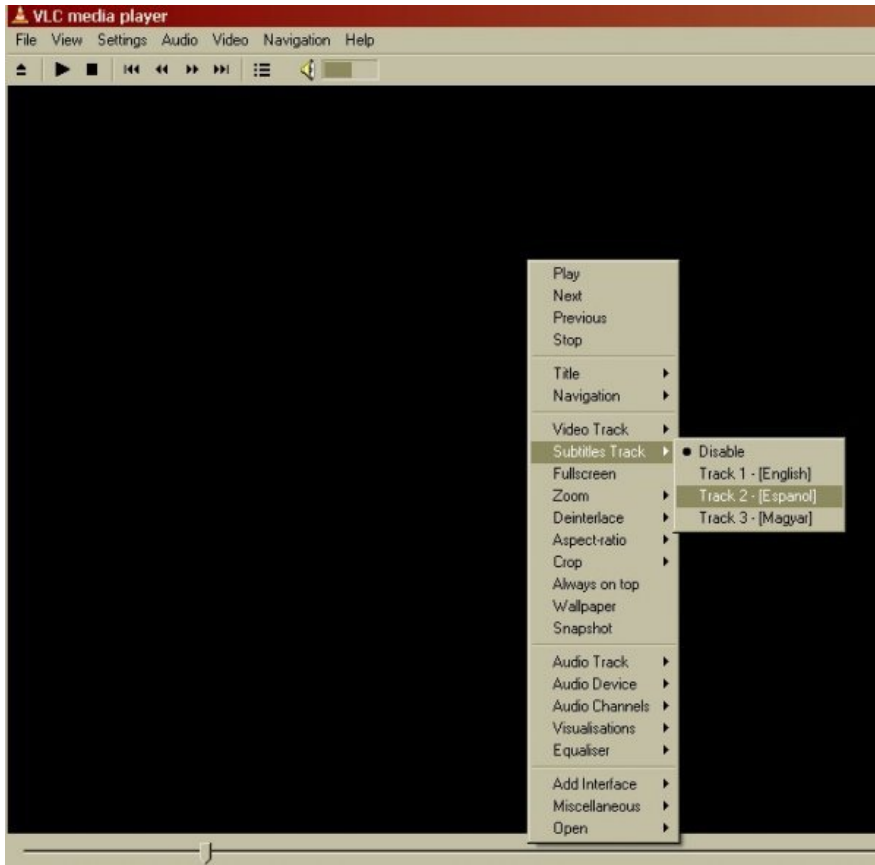 VLC media player
File View Settings Audio Video Navigation Help
Play
Next
Previous
Stop
Title
Navigation
Video Track
Subtitles Track
Disable
Track 1 - [English]
Track 2 - [Espanol]
Track 3 - [Magyar]
Fullscreen
Zoom
Deinterlace
Aspect-ratio
Crop
Always on top
Wallpaper
Snapshot
Audio Track
Audio Device
Audio Channels
Visualisations
Equaliser
Add Interface
Miscellaneous
Open